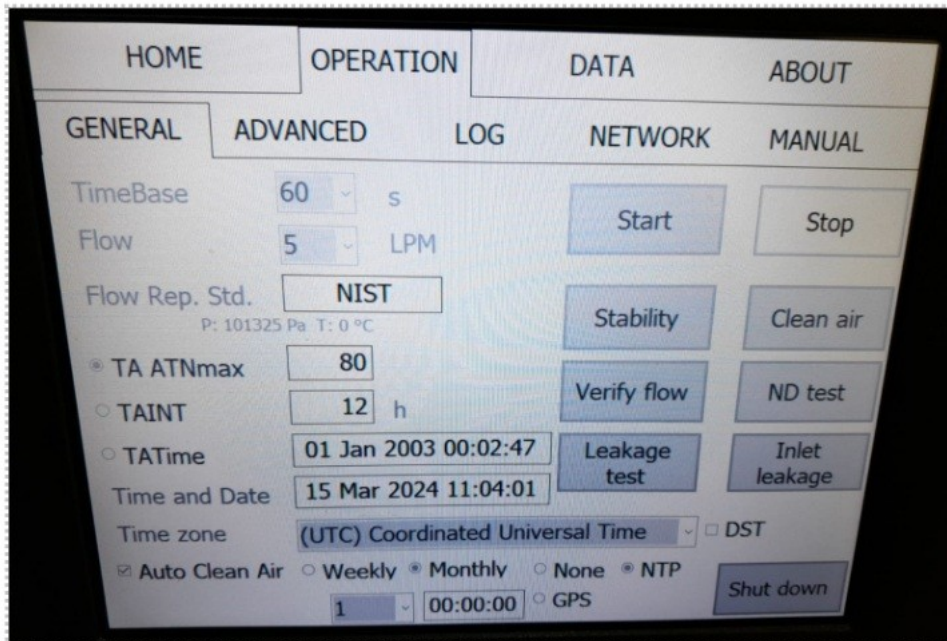 HOME OPERATION DATA ABOUT
GENERAL ADVANCED LOG NETWORK MANUAL
TimeBase 60 s Start Stop
Flow 5 LPM
Flow Rep. Std. NIST Stability Clean air
P: 101325 Pa T: 0 ºC
TA ATNmax 80 Verify flow ND test
TAINT 12 h
TATime 01 Jan 2003 00:02:47 Leakage test Inlet leakage
Time and Date 15 Mar 2024 11:04:01
Time zone (UTC) Coordinated Universal Time DST
Auto Clean Air Weekly Monthly None NTP Shut down
1 00:00:00 GPS